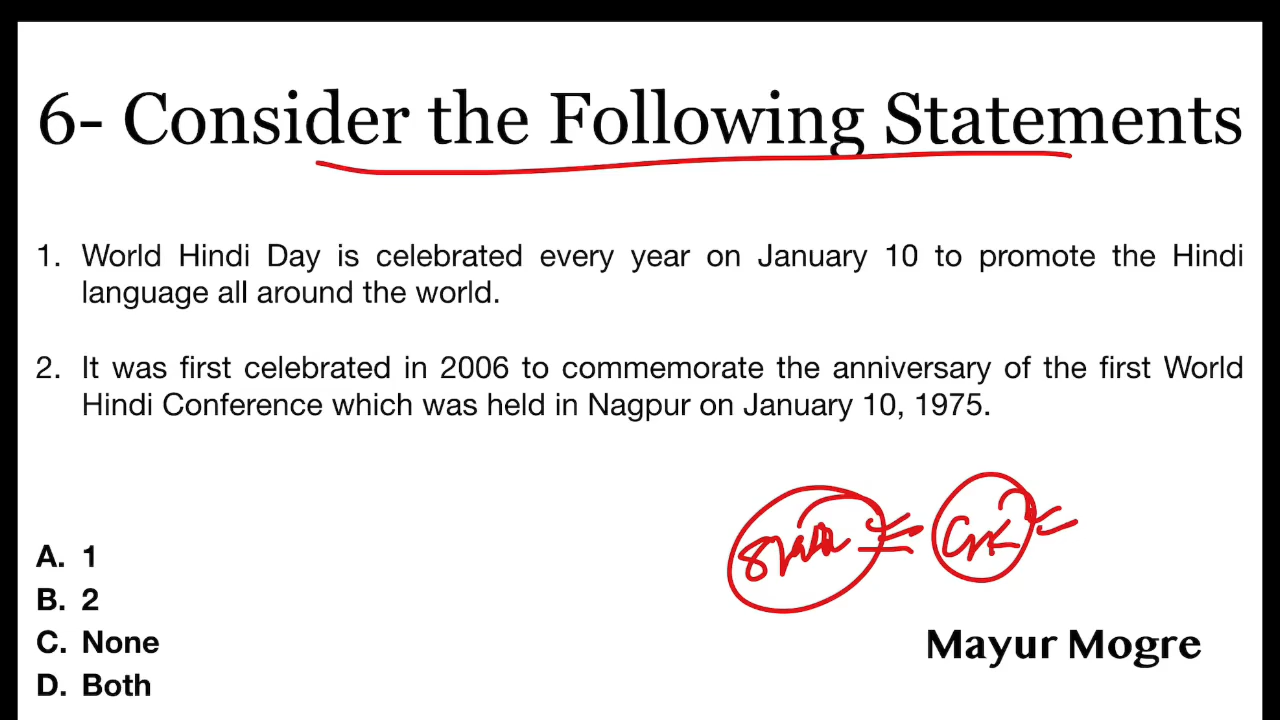 6- Consider the Following Statements
1. World Hindi Day is celebrated every year on January 10 to promote the Hindi
language all around the world.
2. It was first celebrated in 2006 to commemorate the anniversary of the first World
Hindi Conference which was held in Nagpur on January 10, 1975.
A. 1
B. 2
C. None
D. Both
Mayur Mogre